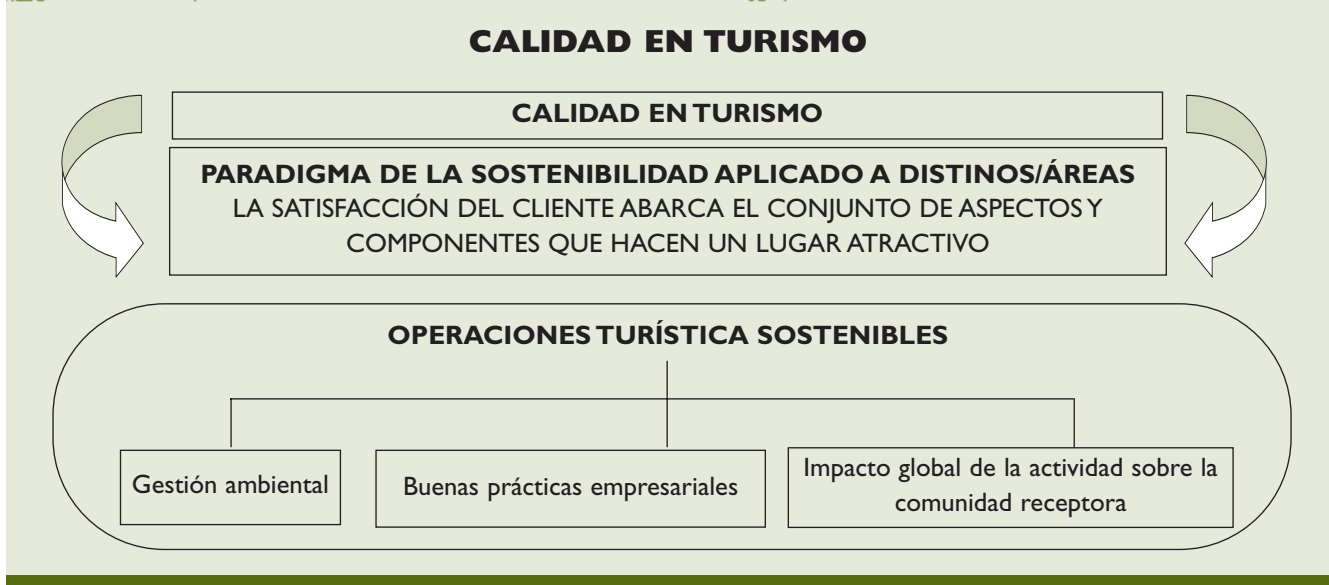 CALIDAD EN TURISMO
CALIDAD EN TURISMO
PARADIGMA DE LA SOSTENIBILIDAD APLICADO A DISTINOS/ÁREAS
LA SATISFACCIÓN DEL CLIENTE ABARCA EL CONJUNTO DE ASPECTOS Y
COMPONENTES QUE HACEN UN LUGAR ATRACTIVO
OPERACIONES TURÍSTICA SOSTENIBLES
Gestión ambiental
Buenas prácticas empresariales
Impacto global de la actividad sobre la
comunidad receptora